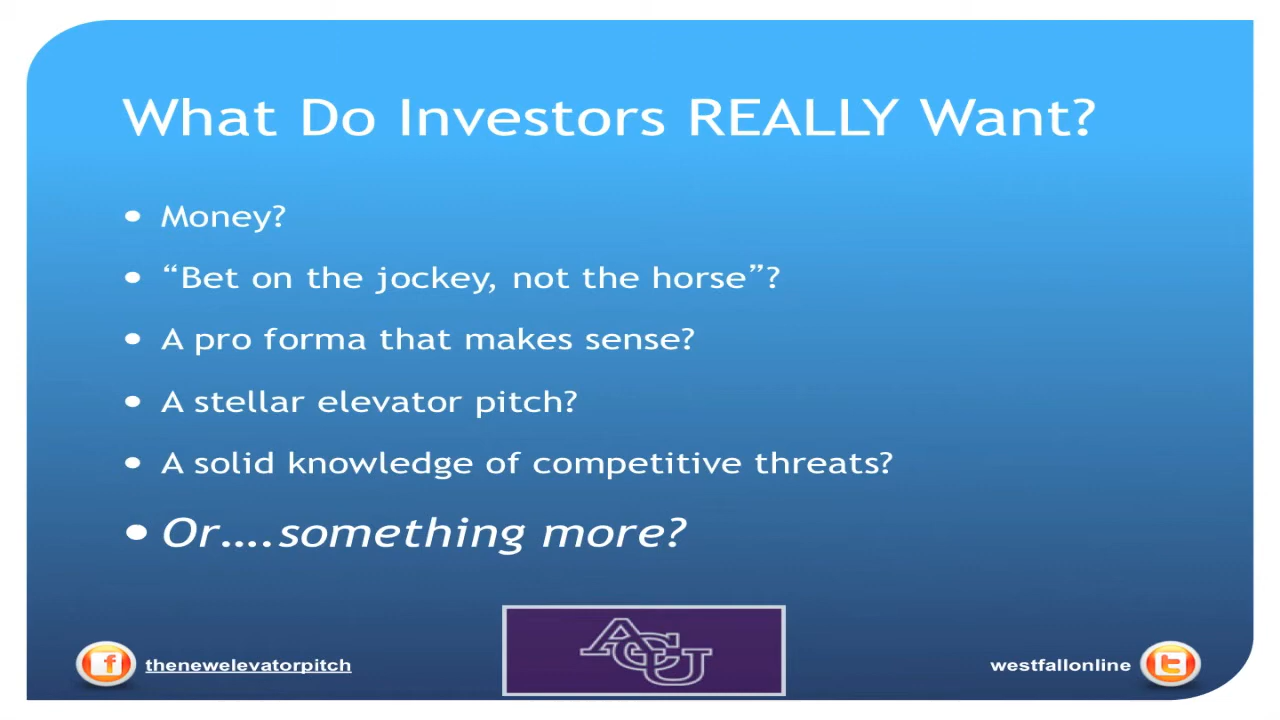 What Do Investors REALLY Want?
• Money?
• “Bet on the jockey, not the horse”?
• A pro forma that makes sense?
• A stellar elevator pitch?
• A solid knowledge of competitive threats?
• Or….something more?
ACU
f thenewelevatorpitch
westfallonline t